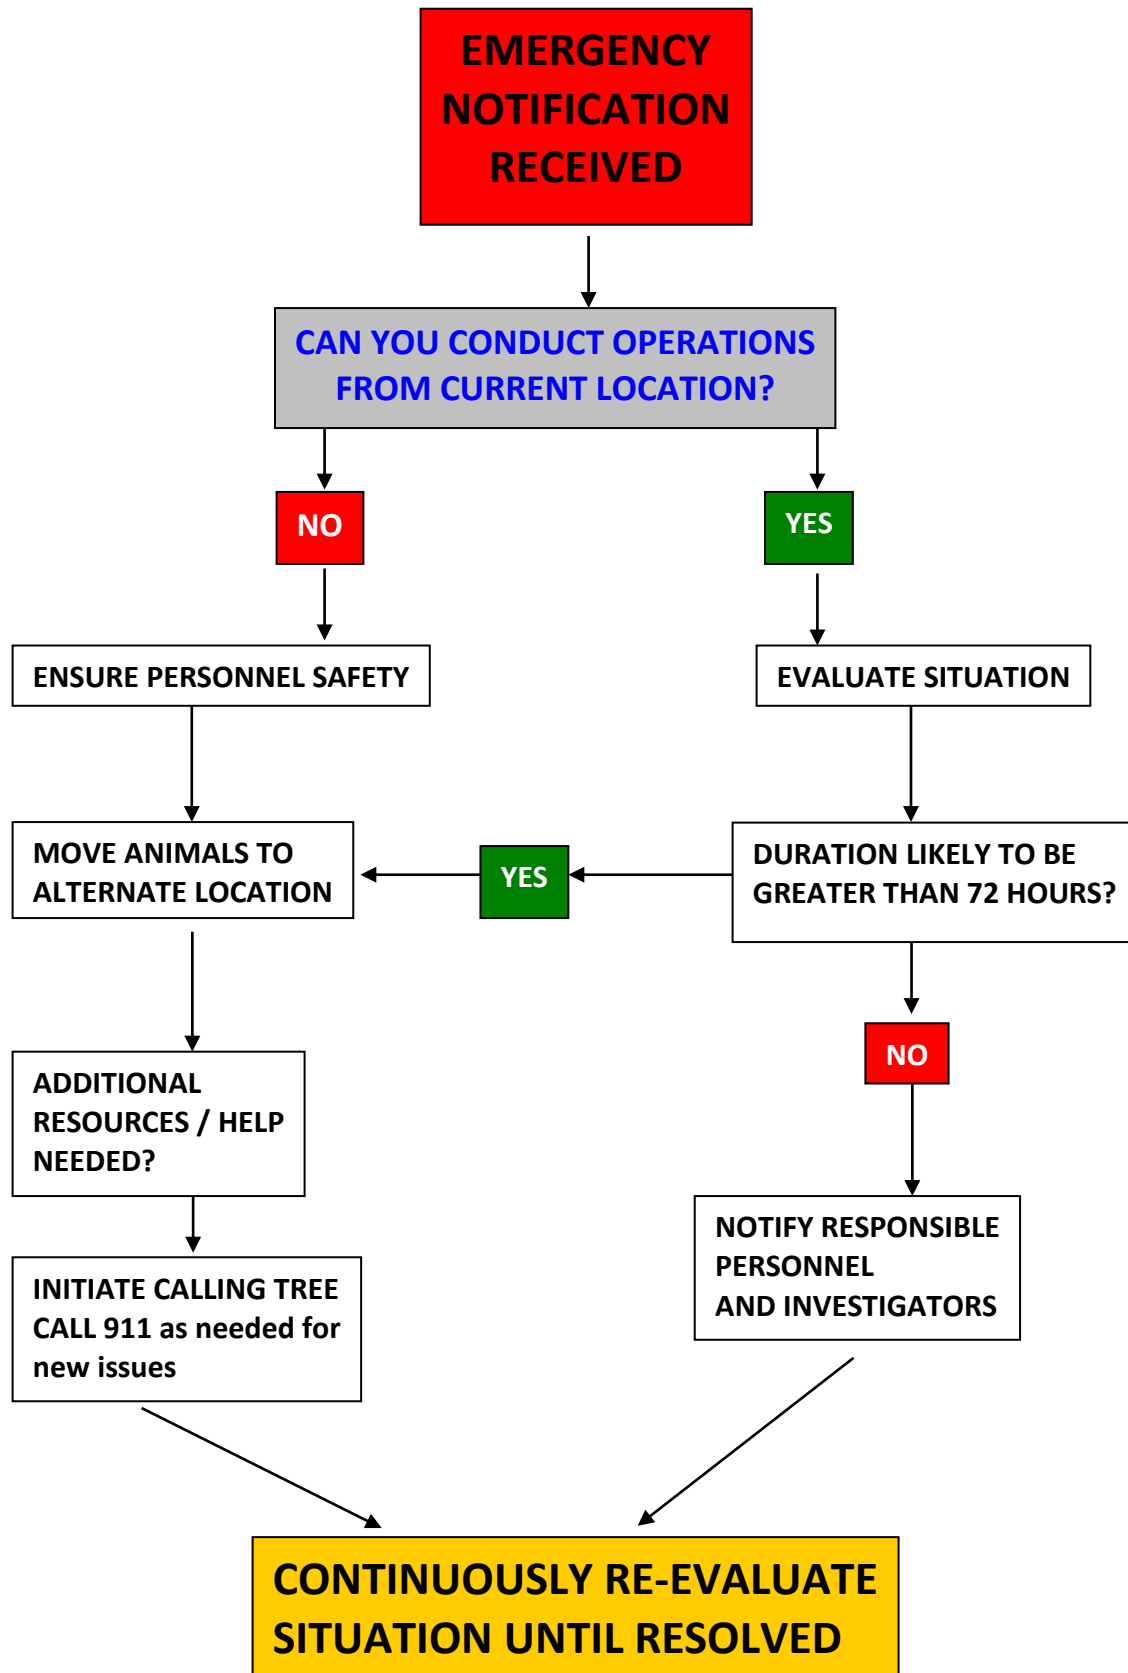 EMERGENCY
NOTIFICATION
RECEIVED
CAN YOU CONDUCT OPERATIONS
FROM CURRENT LOCATION?
NO
YES
ENSURE PERSONNEL SAFETY
EVALUATE SITUATION
MOVE ANIMALS TO
ALTERNATE LOCATION
YES
DURATION LIKELY TO BE
GREATER THAN 72 HOURS?
NO
ADDITIONAL
RESOURCES / HELP
NEEDED?
NOTIFY RESPONSIBLE
PERSONNEL
AND INVESTIGATORS
INITIATE CALLING TREE
CALL 911 as needed for
new issues
CONTINUOUSLY RE-EVALUATE
SITUATION UNTIL RESOLVED